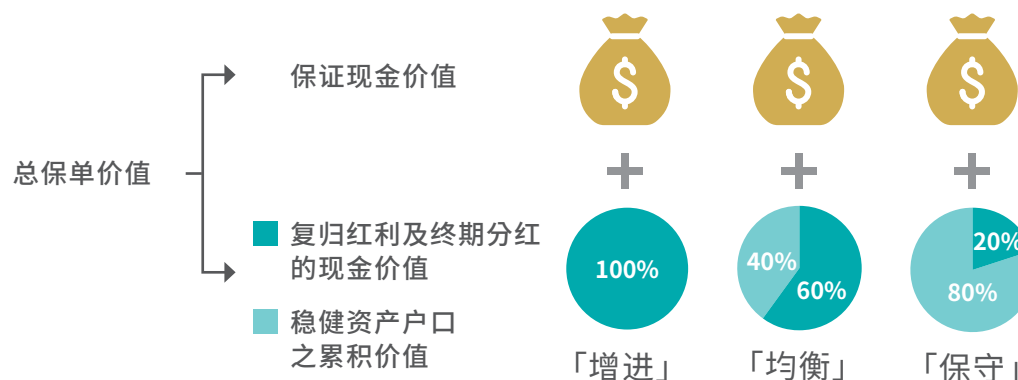 总保单价值
保证现金价值
$ $ $
+ + +
复归红利及终期分红
的现金价值
稳健资产户口
之累积价值
100%
40%
60%
20%
80%
「增进」
「均衡」
「保守」